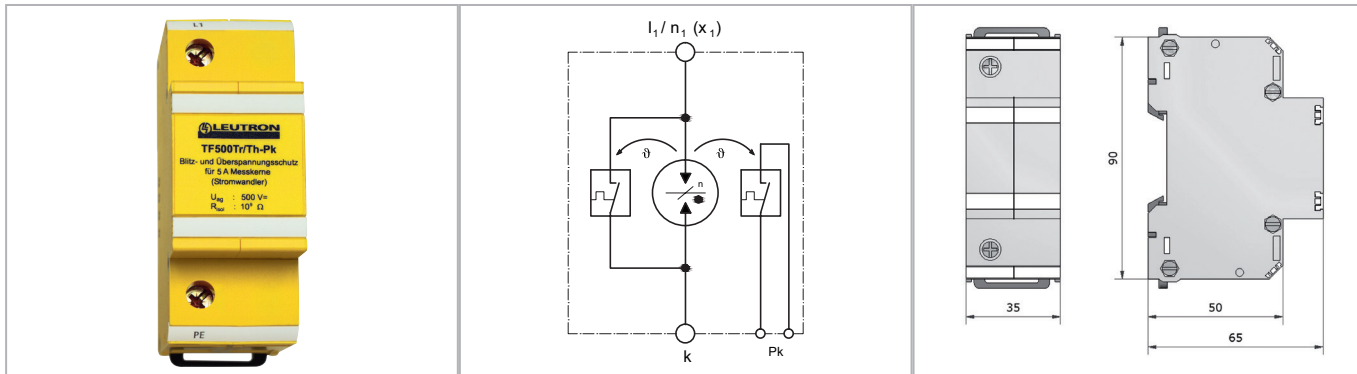 L1
LEUTRON
TF500Tr/Th-Pk
Blitz- und Überspannungsschutz
für 5 A Messkerne
(Stromwandler)
Uag : 500 V=
Risol : 10⁹ Ω
PE
I₁ / n₁ (x₁)
ϑ
ϑ
n
k
Pk
90
35
50
65